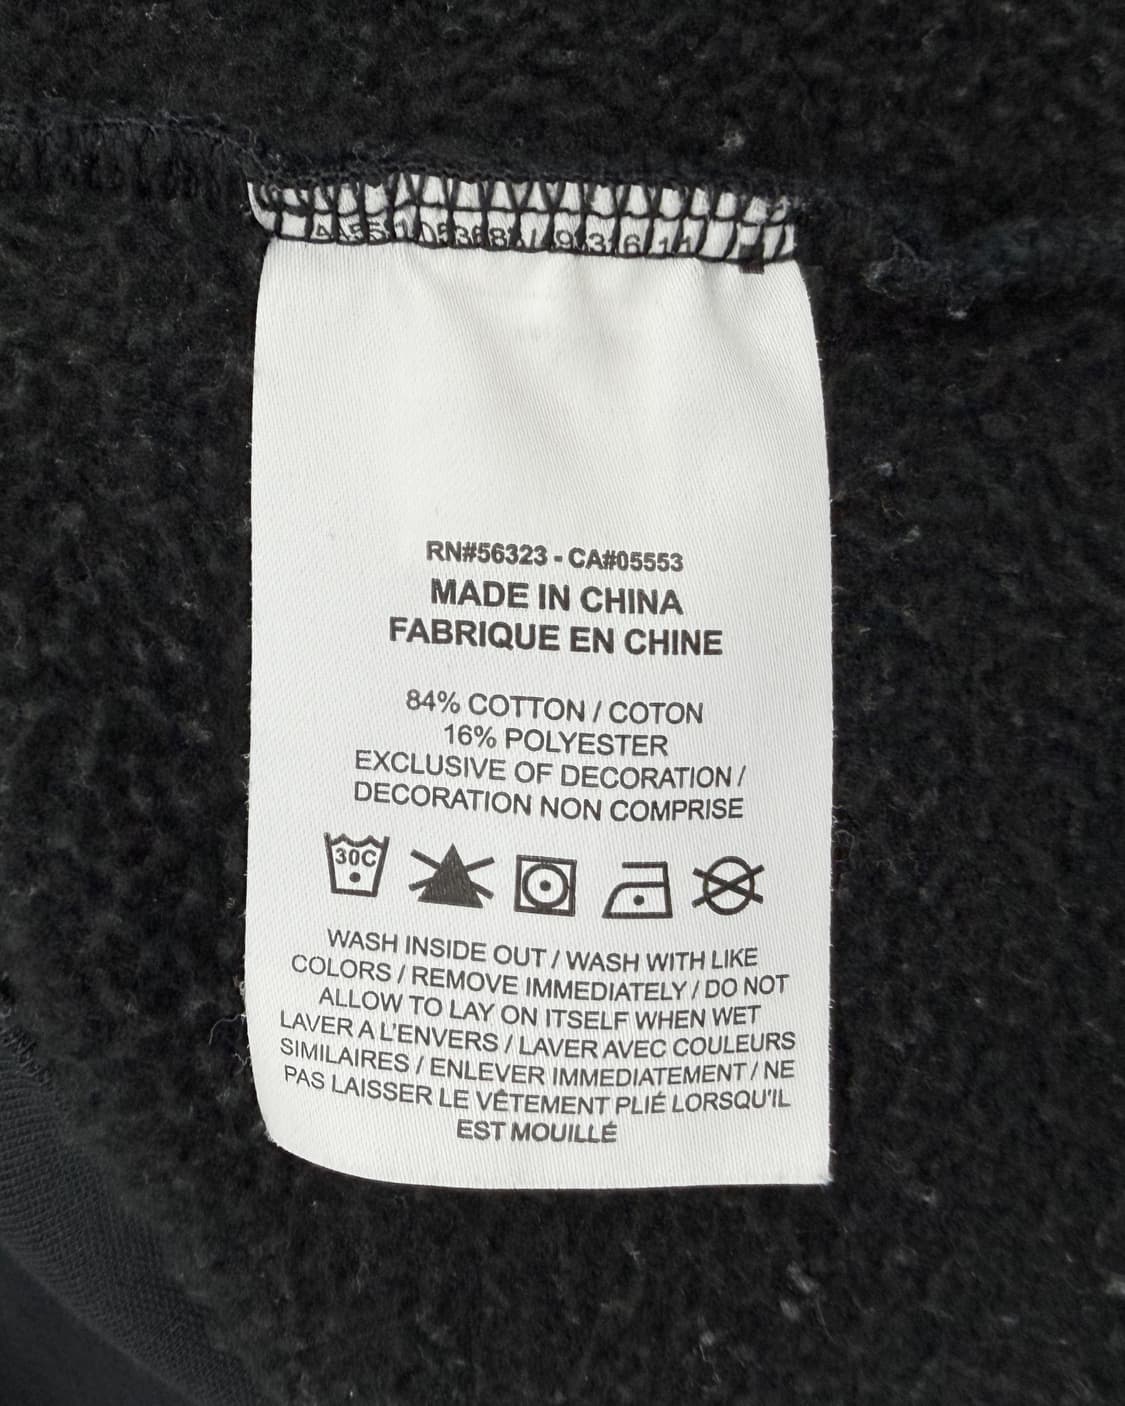 RN#56323 - CA#05553
MADE IN CHINA
FABRIQUE EN CHINE
84% COTTON / COTON
16% POLYESTER
EXCLUSIVE OF DECORATION /
DECORATION NON COMPRISE
30C
WASH INSIDE OUT / WASH WITH LIKE
COLORS / REMOVE IMMEDIATELY / DO NOT
ALLOW TO LAY ON ITSELF WHEN WET
LAVER A L'ENVERS / LAVER AVEC COULEURS
SIMILAIRES / ENLEVER IMMEDIATEMENT / NE
PAS LAISSER LE VÊTEMENT PLIÉ LORSQU'IL
EST MOUILLÉ